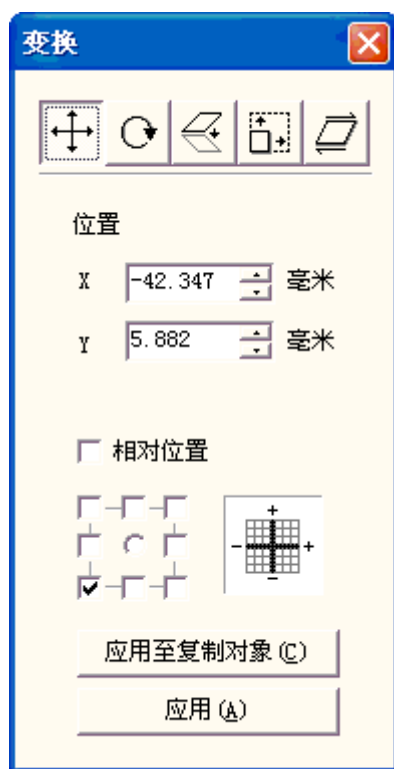 变换
位置
X -42.347 毫米
Y 5.882 毫米
相对位置
应用至复制对象(C)
应用(A)